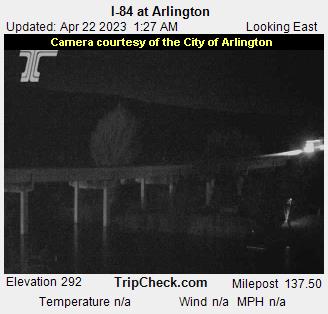 I-84 at Arlington
Updated: Apr 22 2023 1:27 AM Looking East
Camera courtesy of the City of Arlington
Elevation 292 TripCheck.com Milepost 137.50
Temperature n/a Wind n/a MPH n/a